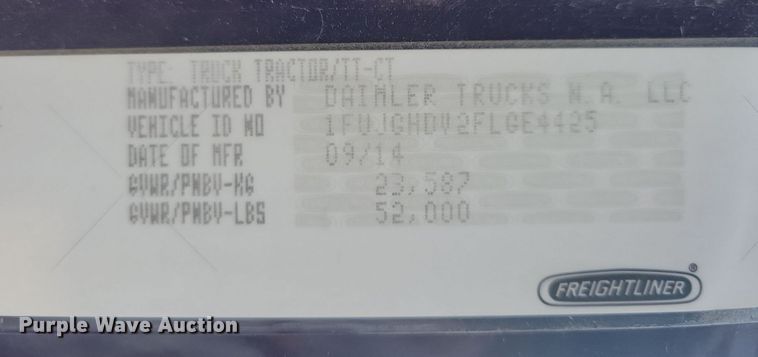 TYPE: TRUCK TRACTOR/TT-CT
MANUFACTURED BY DAIMLER TRUCKS N.A. LLC
VEHICLE ID NO 1FUJGHDV2FLGE4425
DATE OF MFR 09/14
GVWR/PNBV-KG 23,587
GVWR/PNBV-LBS 52,000
FREIGHTLINER®
Purple Wave Auction